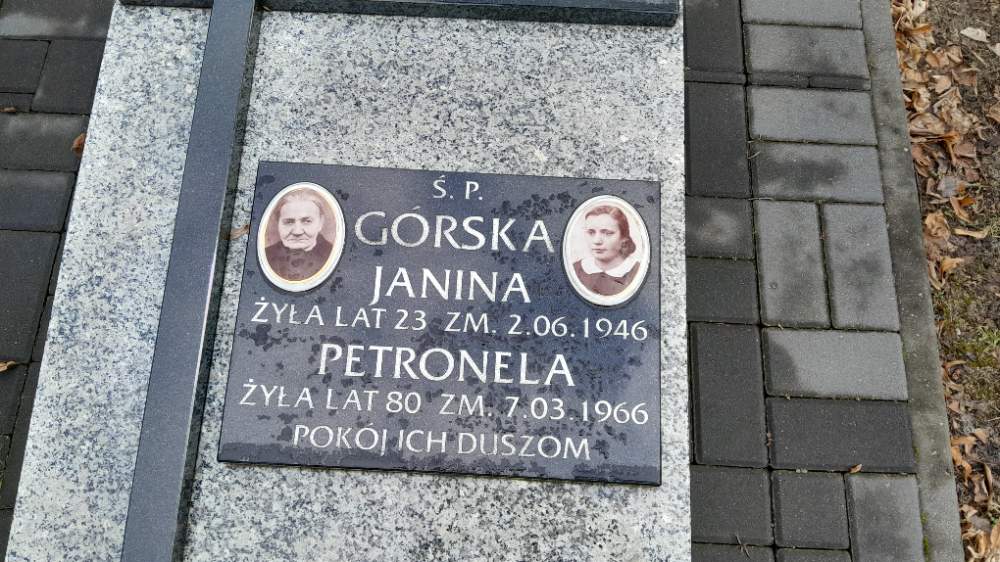 Ś. P.
GÓRSKA
JANINA
ŻYŁA LAT 23 ZM. 2.06.1946
PETRONELA
ŻYŁA LAT 80 ZM. 7.03.1966
POKÓJ ICH DUSZOM